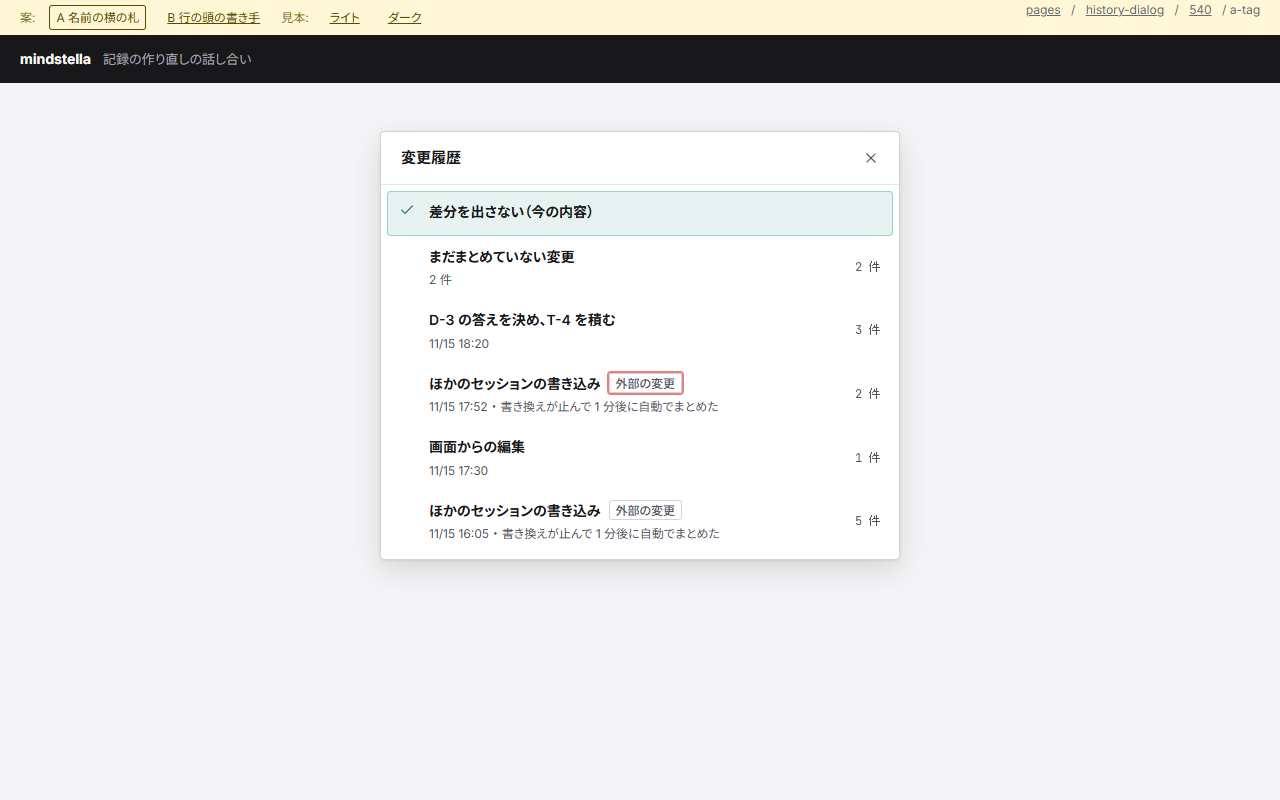 案: A 名前の横の札 B 行の頭の書き手 見本: ライト ダーク pages / history-dialog / 540 / a-tag
mindstella 記録の作り直しの話し合い
変更履歴
差分を出さない(今の内容)
まだまとめていない変更
2 件
2 件
D-3 の答えを決め、T-4 を積む
11/15 18:20
3 件
ほかのセッションの書き込み 外部の変更
11/15 17:52・書き換えが止んで 1 分後に自動でまとめた
2 件
画面からの編集
11/15 17:30
1 件
ほかのセッションの書き込み 外部の変更
11/15 16:05・書き換えが止んで 1 分後に自動でまとめた
5 件